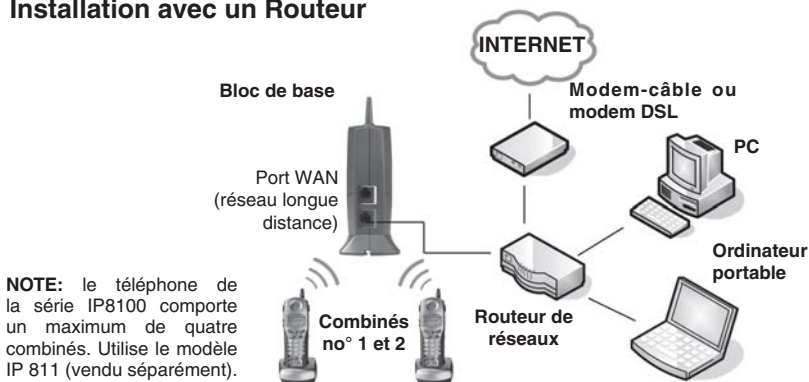 Installation avec un Routeur
INTERNET
Bloc de base
Modem-câble ou
modem DSL
PC
Port WAN
(réseau longue
distance)
Ordinateur
portable
NOTE: le téléphone de
la série IP8100 comporte
un maximum de quatre
combinés. Utilise le modèle
IP 811 (vendu séparément).
Combinés
no° 1 et 2
Routeur de
réseaux